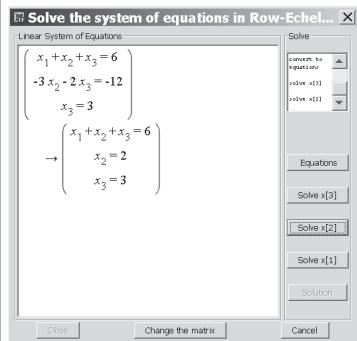 Solve the system of equations in Row-Echel...
Linear System of Equations
x₁+x₂+x₃=6
-3 x₂-2 x₃=-12
x₃=3
→
x₁+x₂+x₃=6
x₂=2
x₃=3
Solve
convert to
equations
solve x[3]
solve x[2]
Equations
Solve x[3]
Solve x[2]
Solve x[1]
Solution
Close
Change the matrix
Cancel